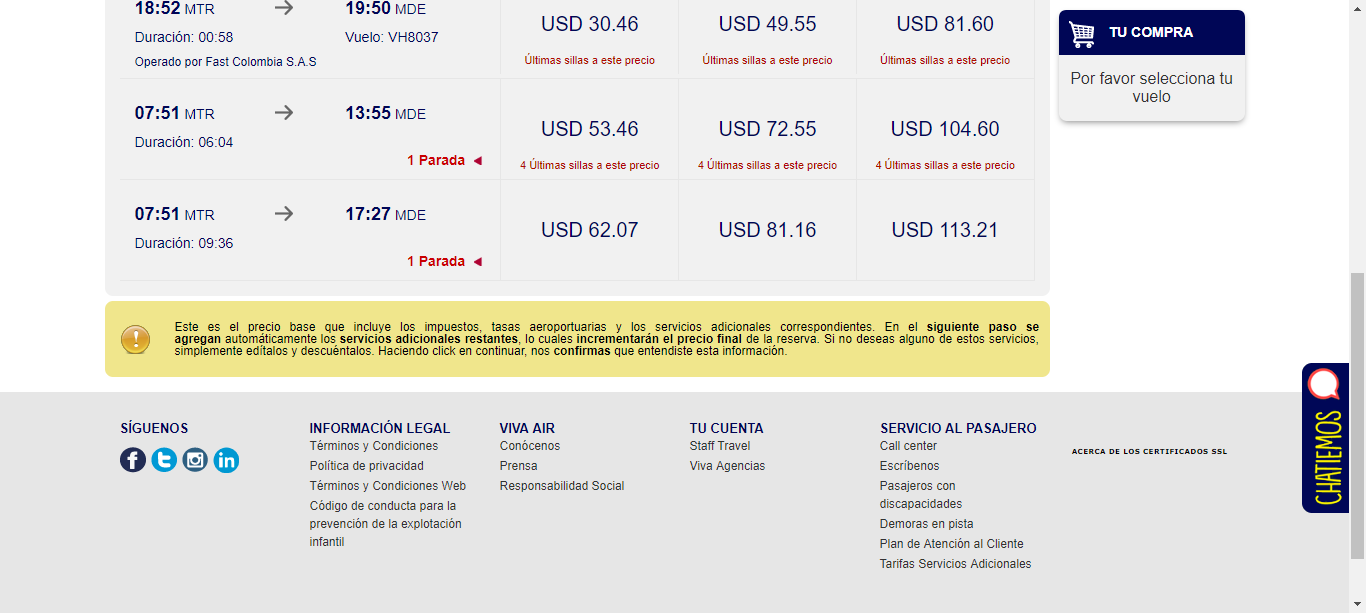 18:52 MTR 19:50 MDE
USD 30.46 USD 49.55 USD 81.60
Duración: 00:58 Vuelo: VH8037
Operado por Fast Colombia S.A.S
Últimas sillas a este precio Últimas sillas a este precio Últimas sillas a este precio
TU COMPRA
Por favor selecciona tu
vuelo
07:51 MTR 13:55 MDE
USD 53.46 USD 72.55 USD 104.60
Duración: 06:04
1 Parada
4 Últimas sillas a este precio 4 Últimas sillas a este precio 4 Últimas sillas a este precio
07:51 MTR 17:27 MDE
USD 62.07 USD 81.16 USD 113.21
Duración: 09:36
1 Parada
Este es el precio base que incluye los impuestos, tasas aeroportuarias y los servicios adicionales correspondientes. En el siguiente paso se
agregan automáticamente los servicios adicionales restantes, lo cuales incrementarán el precio final de la reserva. Si no deseas alguno de estos servicios,
simplemente edítalos y descuéntalos. Haciendo click en continuar, nos confirmas que entendiste esta información.
CHATIEMOS
SÍGUENOS
INFORMACIÓN LEGAL
Términos y Condiciones
Política de privacidad
Términos y Condiciones Web
Código de conducta para la
prevención de la explotación
infantil
VIVA AIR
Conócenos
Prensa
Responsabilidad Social
TU CUENTA
Staff Travel
Viva Agencias
SERVICIO AL PASAJERO
Call center
Escríbenos
Pasajeros con
discapacidades
Demoras en pista
Plan de Atención al Cliente
Tarifas Servicios Adicionales
ACERCA DE LOS CERTIFICADOS SSL